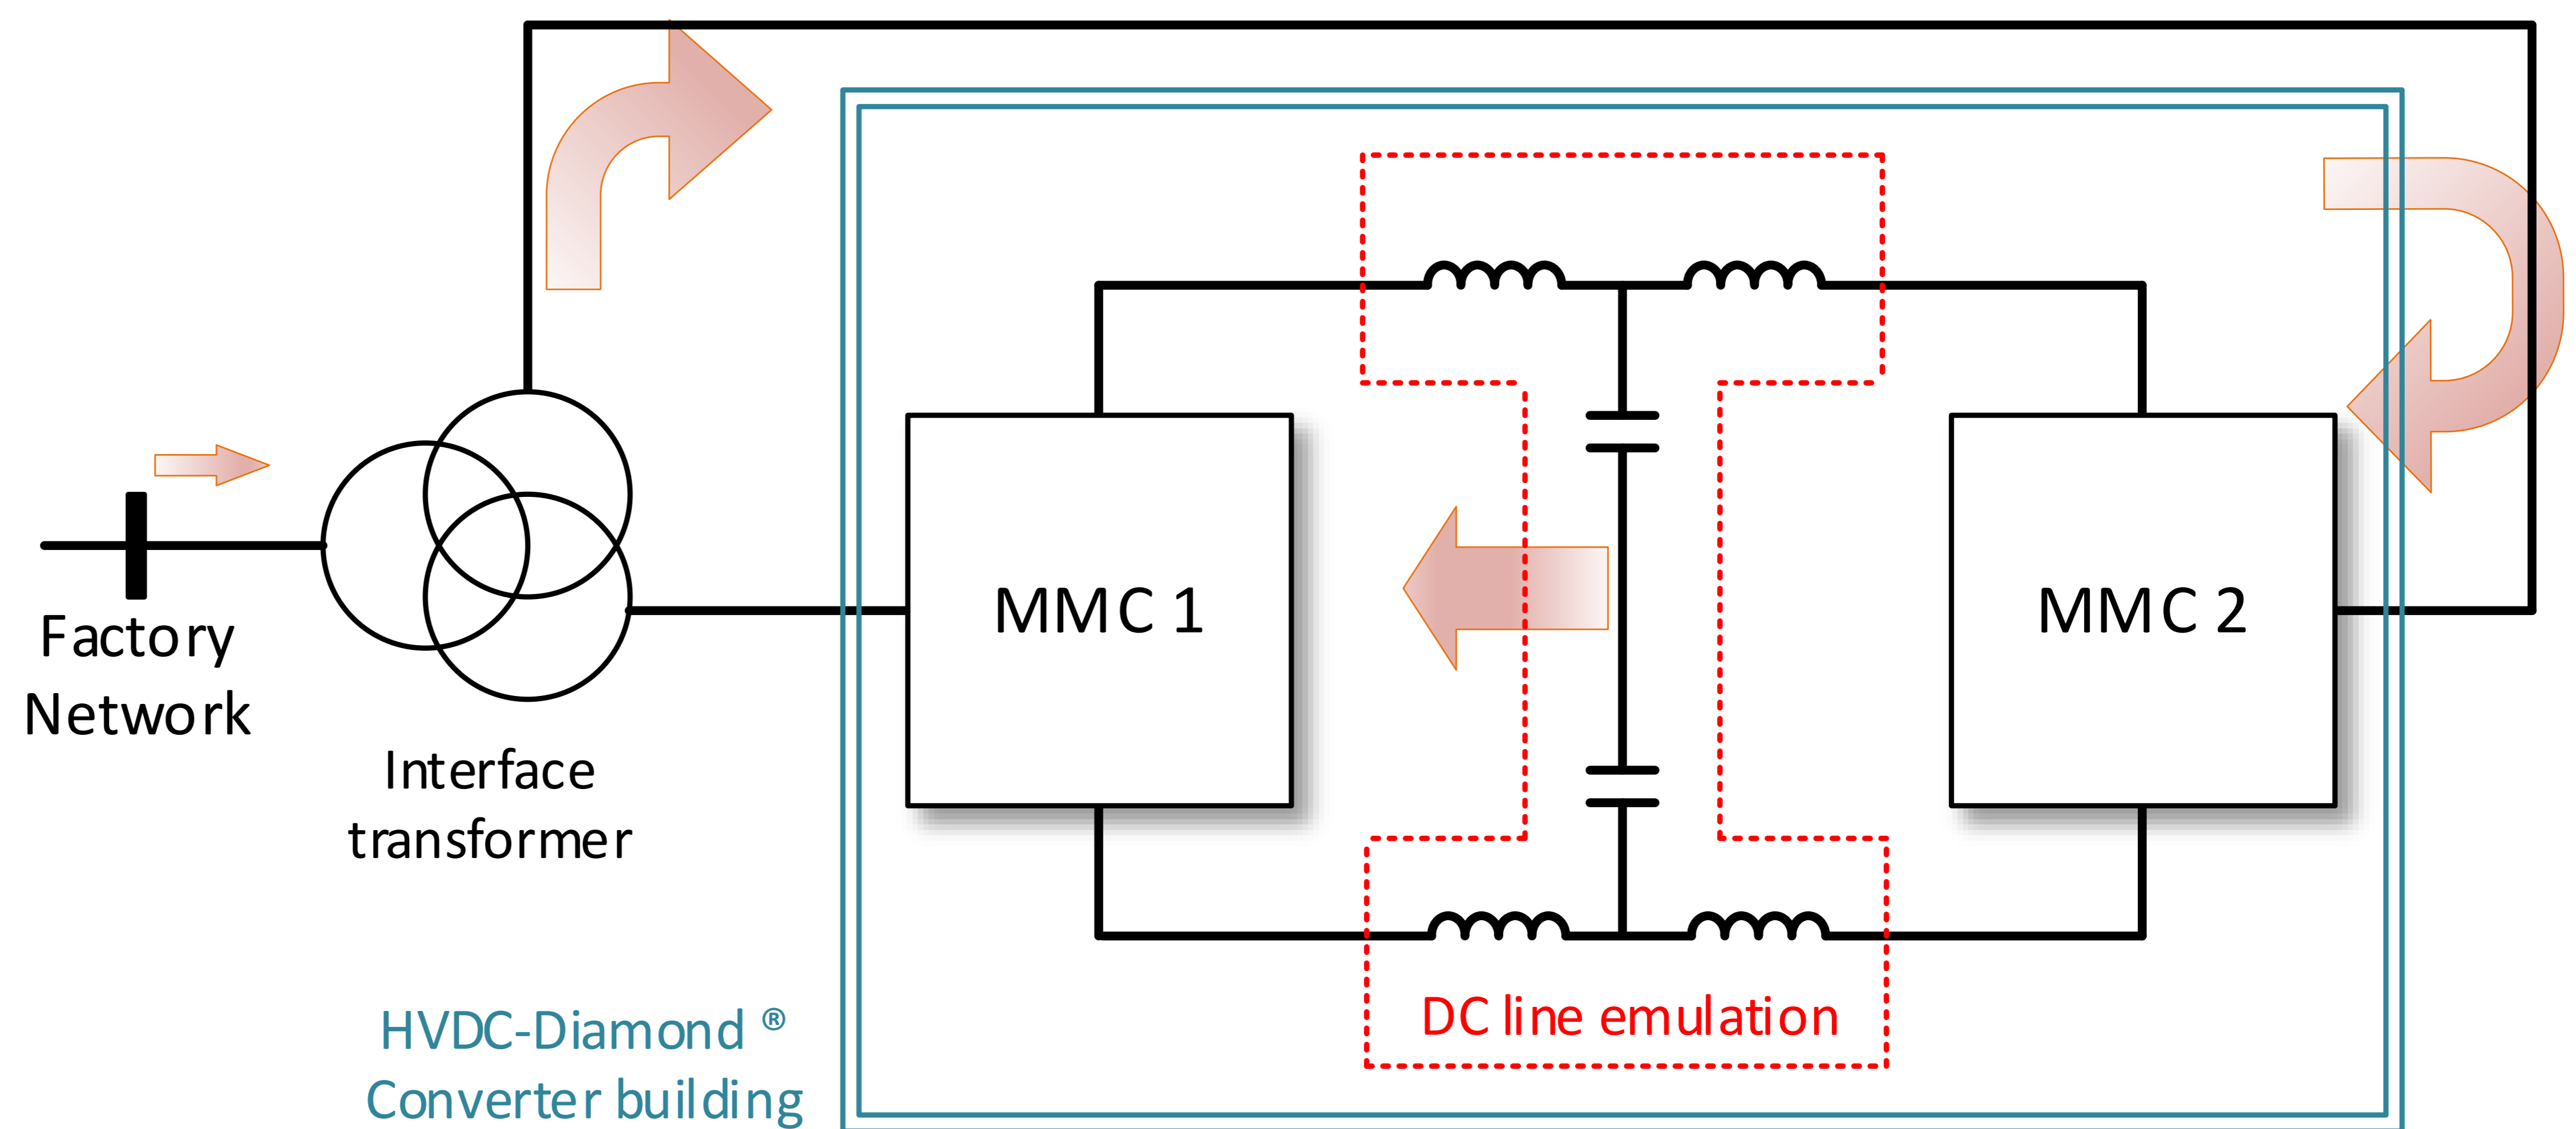 Factory
Network
Interface
transformer
MMC 1
MMC 2
DC line emulation
HVDC-Diamond ®
Converter building